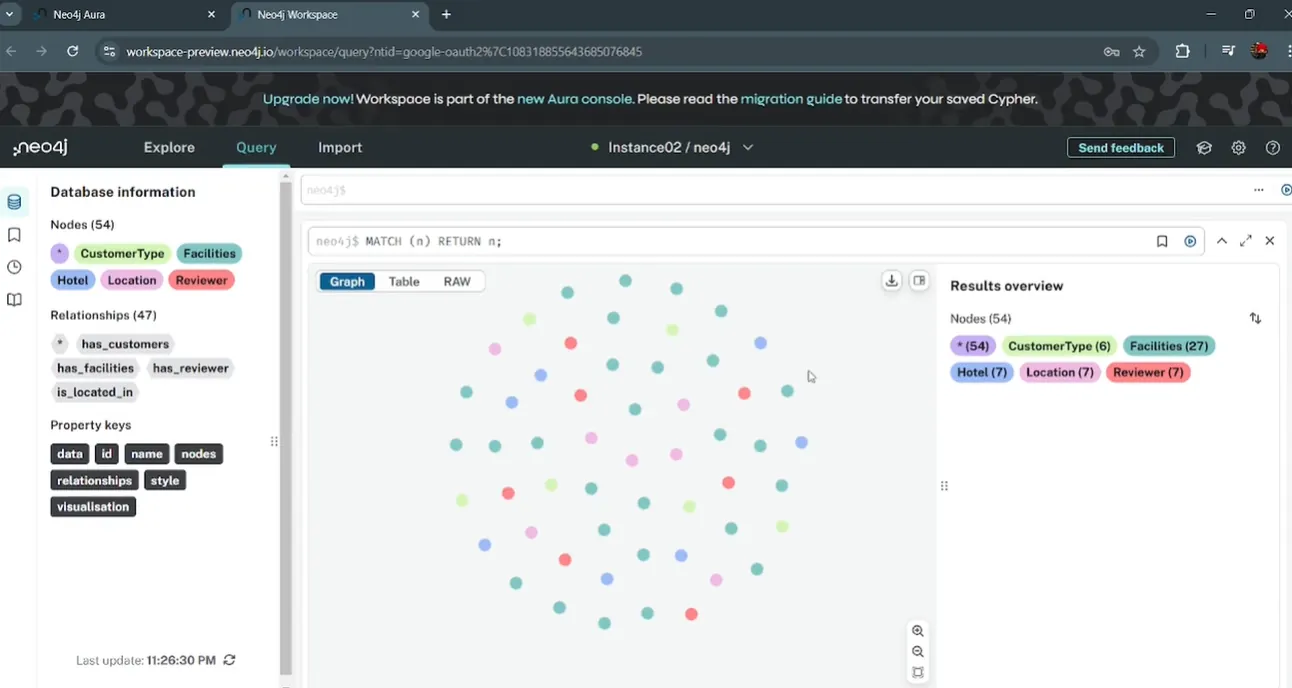 Neo4j Aura
Neo4j Workspace
workspace-preview.neo4j.io/workspace/query?ntid=google-oauth2%7C108318855643685076845
Upgrade now! Workspace is part of the new Aura console. Please read the migration guide to transfer your saved Cypher.
neo4j Explore Query Import Instance02 / neo4j Send feedback
Database information
Nodes (54)
* CustomerType Facilities
Hotel Location Reviewer
Relationships (47)
* has_customers
has_facilities has_reviewer
is_located_in
Property keys
data id name nodes
relationships style
visualisation
Last update: 11:26:30 PM
neo4j$
neo4j$ MATCH (n) RETURN n;
Graph Table RAW
Results overview
Nodes (54)
* (54) CustomerType (6) Facilities (27)
Hotel (7) Location (7) Reviewer (7)